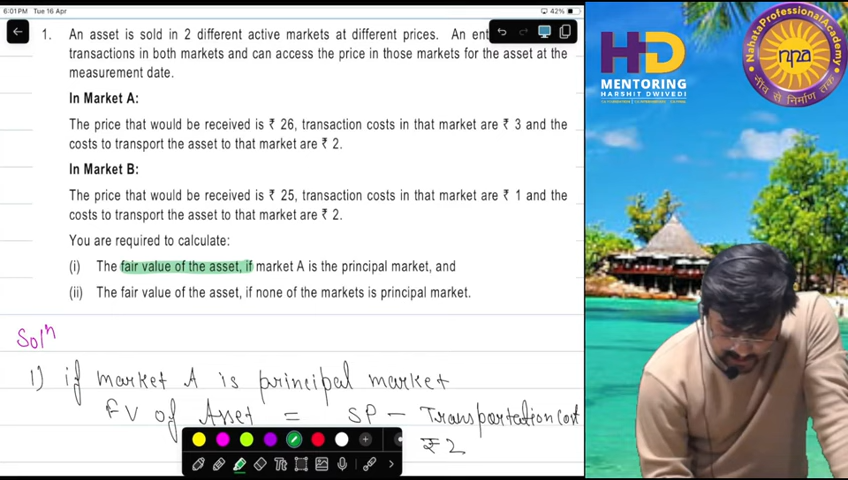 6:01PM Tue 16 Apr
42%
1. An asset is sold in 2 different active markets at different prices. An ent
transactions in both markets and can access the price in those markets for the asset at the
measurement date.
In Market A:
The price that would be received is ₹ 26, transaction costs in that market are ₹ 3 and the
costs to transport the asset to that market are ₹ 2.
In Market B:
The price that would be received is ₹ 25, transaction costs in that market are ₹ 1 and the
costs to transport the asset to that market are ₹ 2.
You are required to calculate:
(i) The fair value of the asset, if market A is the principal market, and
(ii) The fair value of the asset, if none of the markets is principal market.
Solⁿ
1) if market A is principal market
FV of Asset = SP - Transportation cost
₹2
HD
MENTORING
HARSHIT DWIVEDI
NahataProfessionalAcademy
npa
नींव से निर्माण तक